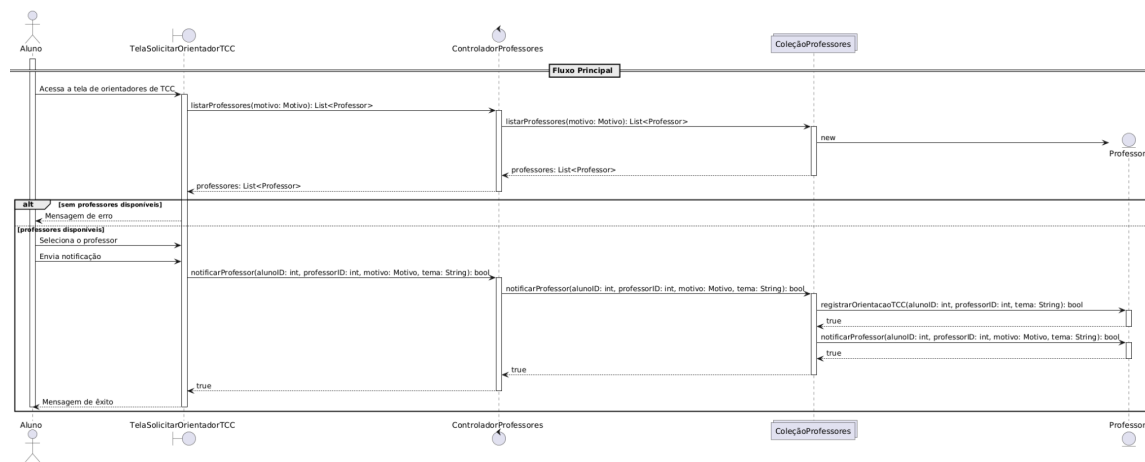 Aluno
TelaSolicitarOrientadorTCC
ControladorProfessores
ColeçãoProfessores
Fluxo Principal
Acessa a tela de orientadores de TCC
listarProfessores(motivo: Motivo): List<Professor>
listarProfessores(motivo: Motivo): List<Professor>
new
Professor
professores: List<Professor>
professores: List<Professor>
alt [sem professores disponíveis]
Mensagem de erro
[professores disponíveis]
Seleciona o professor
Envia notificação
notificarProfessor(alunoID: int, professorID: int, motivo: Motivo, tema: String): bool
notificarProfessor(alunoID: int, professorID: int, motivo: Motivo, tema: String): bool
registrarOrientacaoTCC(alunoID: int, professorID: int, tema: String): bool
true
notificarProfessor(alunoID: int, professorID: int, motivo: Motivo, tema: String): bool
true
true
true
Mensagem de êxito
Aluno
TelaSolicitarOrientadorTCC
ControladorProfessores
ColeçãoProfessores
Professor